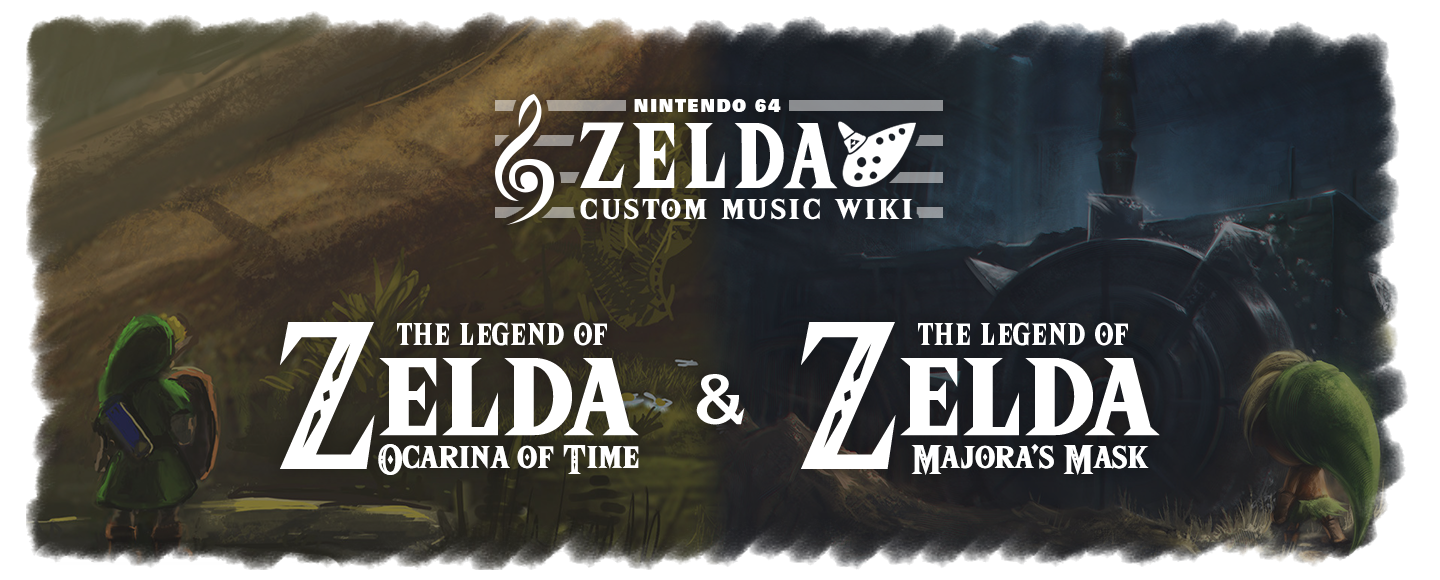 NINTENDO 64
ZELDA
CUSTOM MUSIC WIKI
THE LEGEND OF
ZELDA
OCARINA OF TIME
&
THE LEGEND OF
ZELDA
MAJORA'S MASK